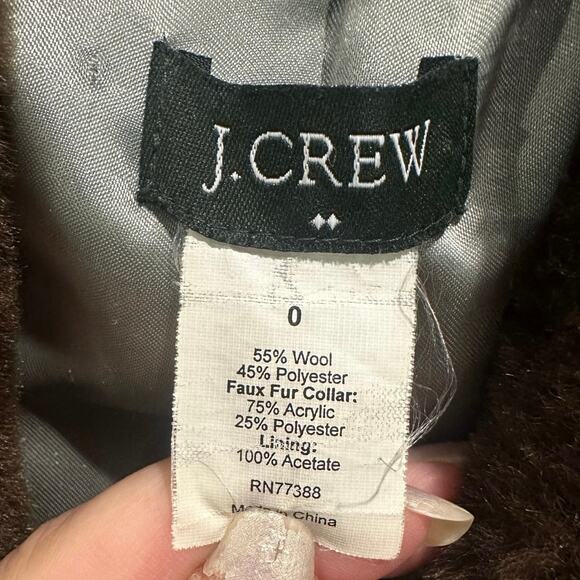 J.CREW
0
55% Wool
45% Polyester
Faux Fur Collar:
75% Acrylic
25% Polyester
Lining:
100% Acetate
RN77388
Made in China